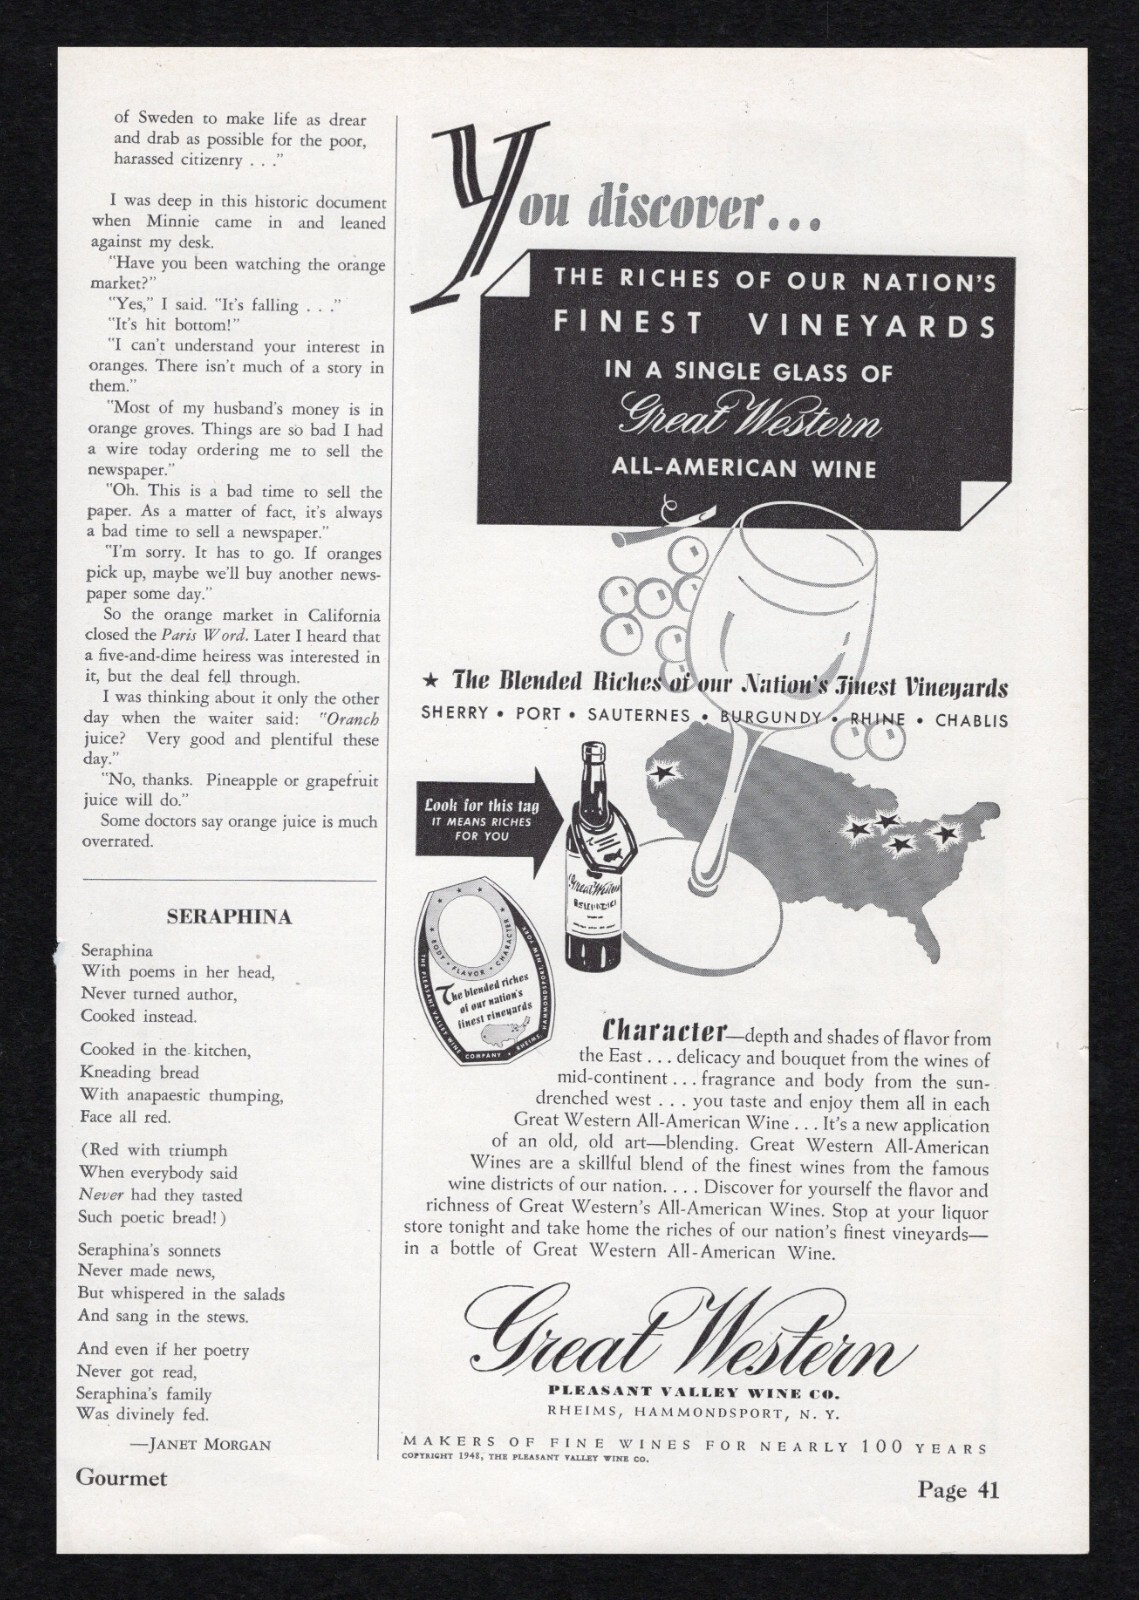 of Sweden to make life as drear
and drab as possible for the poor,
harassed citizenry . . ."
I was deep in this historic document
when Minnie came in and leaned
against my desk.
"Have you been watching the orange
market?"
"Yes," I said. "It's falling . . ."
"It's hit bottom!"
"I can't understand your interest in
oranges. There isn't much of a story in
them."
"Most of my husband's money is in
orange groves. Things are so bad I had
a wire today ordering me to sell the
newspaper."
"Oh. This is a bad time to sell the
paper. As a matter of fact, it's always
a bad time to sell a newspaper."
"I'm sorry. It has to go. If oranges
pick up, maybe we'll buy another news-
paper some day."
So the orange market in California
closed the Paris Word. Later I heard that
a five-and-dime heiress was interested in
it, but the deal fell through.
I was thinking about it only the other
day when the waiter said: "Oranch
juice? Very good and plentiful these
day."
"No, thanks. Pineapple or grapefruit
juice will do."
Some doctors say orange juice is much
overrated.
SERAPHINA
Seraphina
With poems in her head,
Never turned author,
Cooked instead.
Cooked in the kitchen,
Kneading bread
With anapaestic thumping,
Face all red.
(Red with triumph
When everybody said
Never had they tasted
Such poetic bread!)
Seraphina's sonnets
Never made news,
But whispered in the salads
And sang in the stews.
And even if her poetry
Never got read,
Seraphina's family
Was divinely fed.
—JANET MORGAN
Gourmet
You discover...
THE RICHES OF OUR NATION'S
FINEST VINEYARDS
IN A SINGLE GLASS OF
Great Western
ALL-AMERICAN WINE
★ The Blended Riches of our Nation's Finest Vineyards
SHERRY • PORT • SAUTERNES • BURGUNDY • RHINE • CHABLIS
Look for this tag
IT MEANS RICHES
FOR YOU
Great Western
BODY • FLAVOR • CHARACTER
The blended riches
of our nation's
finest vineyards
THE PLEASANT VALLEY WINE COMPANY • RHEIMS, HAMMONDSPORT, NEW YORK
Character—depth and shades of flavor from
the East . . . delicacy and bouquet from the wines of
mid-continent . . . fragrance and body from the sun-
drenched west . . . you taste and enjoy them all in each
Great Western All-American Wine . . . It's a new application
of an old, old art—blending. Great Western All-American
Wines are a skillful blend of the finest wines from the famous
wine districts of our nation. . . . Discover for yourself the flavor and
richness of Great Western's All-American Wines. Stop at your liquor
store tonight and take home the riches of our nation's finest vineyards—
in a bottle of Great Western All-American Wine.
Great Western
PLEASANT VALLEY WINE CO.
RHEIMS, HAMMONDSPORT, N. Y.
MAKERS OF FINE WINES FOR NEARLY 100 YEARS
COPYRIGHT 1948, THE PLEASANT VALLEY WINE CO.
Page 41